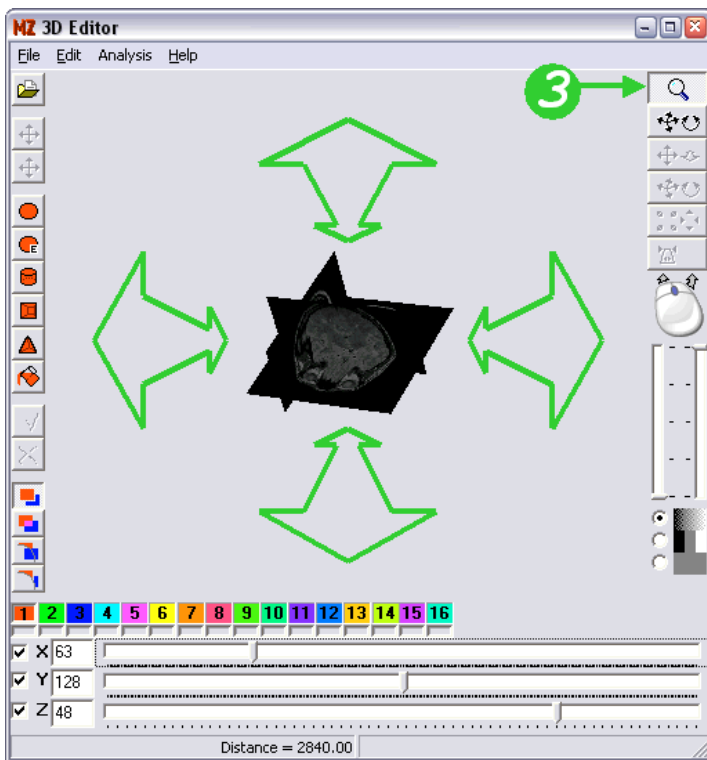 MZ 3D Editor
File Edit Analysis Help
3
E
1 2 3 4 5 6 7 8 9 10 11 12 13 14 15 16
X 63
Y 128
Z 48
Distance = 2840.00